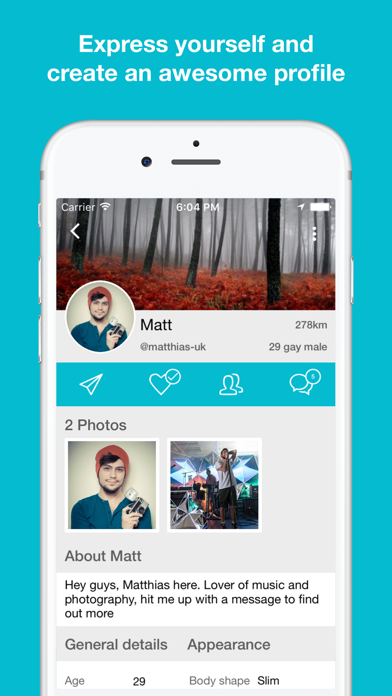 Express yourself and
create an awesome profile
Carrier 6:04 PM
Matt 278km
@matthias-uk 29 gay male
5
2 Photos
About Matt
Hey guys, Matthias here. Lover of music and
photography, hit me up with a message to find
out more
General details Appearance
Age 29 Body shape Slim